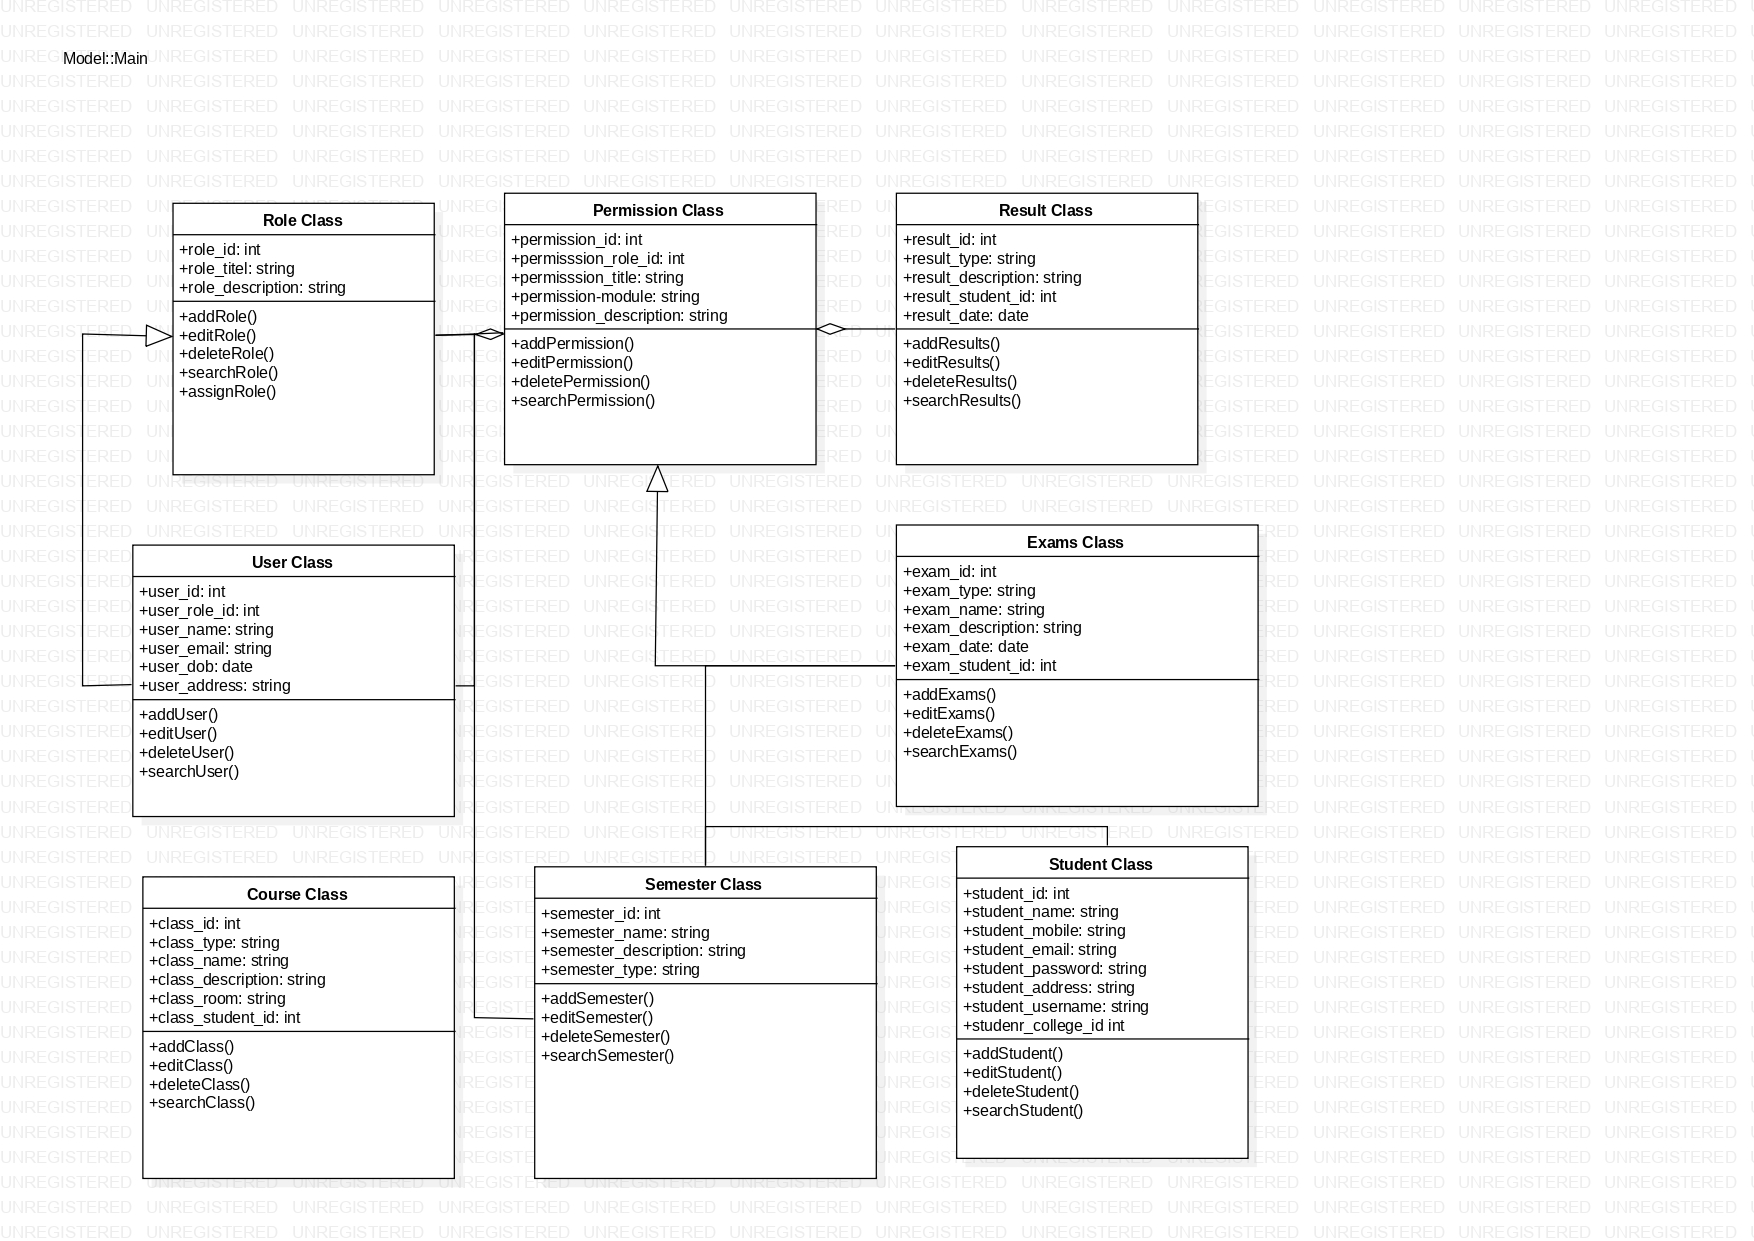 Model::Main
Role Class
+role_id: int
+role_titel: string
+role_description: string
+addRole()
+editRole()
+deleteRole()
+searchRole()
+assignRole()
Permission Class
+permission_id: int
+permisssion_role_id: int
+permisssion_title: string
+permission-module: string
+permission_description: string
+addPermission()
+editPermission()
+deletePermission()
+searchPermission()
Result Class
+result_id: int
+result_type: string
+result_description: string
+result_student_id: int
+result_date: date
+addResults()
+editResults()
+deleteResults()
+searchResults()
User Class
+user_id: int
+user_role_id: int
+user_name: string
+user_email: string
+user_dob: date
+user_address: string
+addUser()
+editUser()
+deleteUser()
+searchUser()
Exams Class
+exam_id: int
+exam_type: string
+exam_name: string
+exam_description: string
+exam_date: date
+exam_student_id: int
+addExams()
+editExams()
+deleteExams()
+searchExams()
Course Class
+class_id: int
+class_type: string
+class_name: string
+class_description: string
+class_room: string
+class_student_id: int
+addClass()
+editClass()
+deleteClass()
+searchClass()
Semester Class
+semester_id: int
+semester_name: string
+semester_description: string
+semester_type: string
+addSemester()
+editSemester()
+deleteSemester()
+searchSemester()
Student Class
+student_id: int
+student_name: string
+student_mobile: string
+student_email: string
+student_password: string
+student_address: string
+student_username: string
+studenr_college_id int
+addStudent()
+editStudent()
+deleteStudent()
+searchStudent()
UNREGISTERED